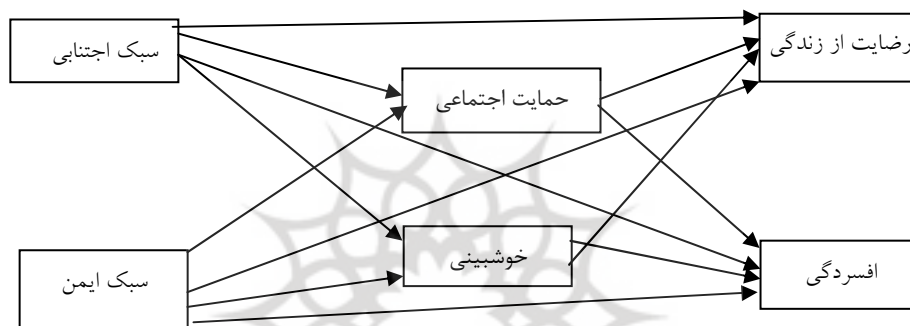 سبک اجتنابی
رضایت از زندگی
حمایت اجتماعی
خوشبینی
سبک ایمن
افسردگی